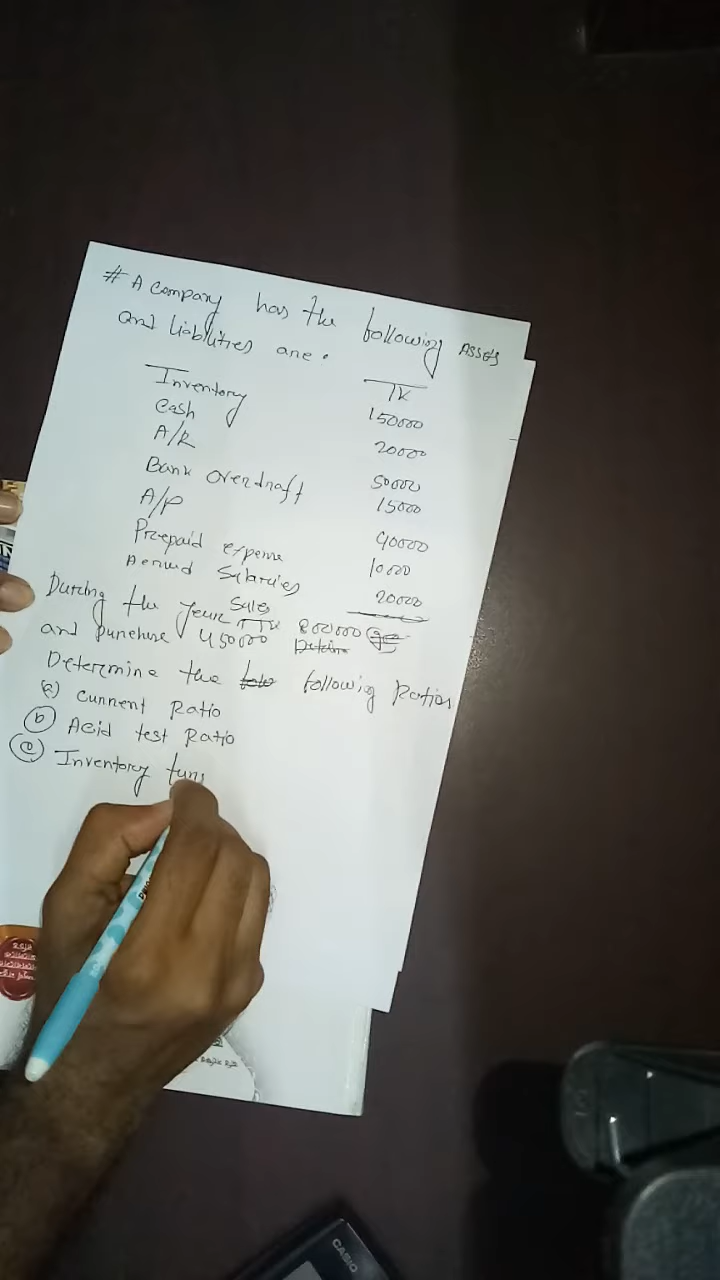 # A company has the following Assets
and liablities are:
TK
Inventory 150000
Cash 20000
A/R 50000
Bank overdraft 15000
A/P 40000
Prepaid expense 10000
Salaries 20000
During the year sales TK 800000
and purchase 450000
Determine the following Ratios
(a) Current Ratio
(b) Acid test Ratio
(c) Inventory turn
CASIO